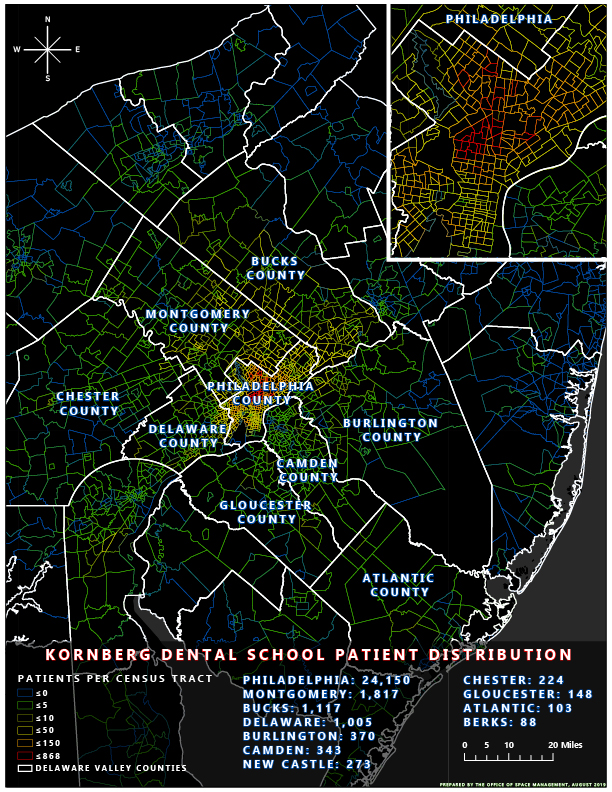 PHILADELPHIA
N
W E
S
BUCKS
COUNTY
MONTGOMERY
COUNTY
PHILADELPHIA
COUNTY
CHESTER
COUNTY
DELAWARE
COUNTY
BURLINGTON
COUNTY
CAMDEN
COUNTY
GLOUCESTER
COUNTY
ATLANTIC
COUNTY
KORNBERG DENTAL SCHOOL PATIENT DISTRIBUTION
PATIENTS PER CENSUS TRACT
≤0
≤5
≤10
≤50
≤150
≤868
DELAWARE VALLEY COUNTIES
PHILADELPHIA: 24,150
MONTGOMERY: 1,817
BUCKS: 1,117
DELAWARE: 1,005
BURLINGTON: 370
CAMDEN: 343
NEW CASTLE: 273
CHESTER: 224
GLOUCESTER: 148
ATLANTIC: 103
BERKS: 88
0 5 10 20 Miles
PREPARED BY THE OFFICE OF SPACE MANAGEMENT, AUGUST 2019